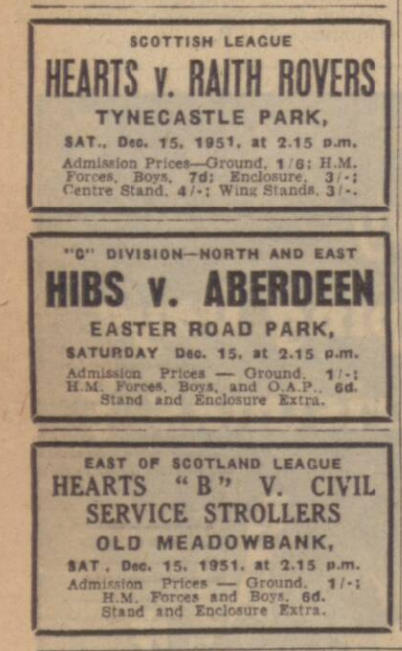 SCOTTISH LEAGUE
HEARTS v. RAITH ROVERS
TYNECASTLE PARK,
SAT., Dec. 15, 1951, at 2.15 p.m.
Admission Prices—Ground, 1/6; H.M.
Forces, Boys, 7d; Enclosure, 3/-;
Centre Stand, 4/-; Wing Stands, 3/-.
"C" DIVISION—NORTH AND EAST
HIBS v. ABERDEEN
EASTER ROAD PARK,
SATURDAY Dec. 15, at 2.15 p.m.
Admission Prices — Ground, 1/-;
H.M. Forces, Boys, and O.A.P., 6d.
Stand and Enclosure Extra.
EAST OF SCOTLAND LEAGUE
HEARTS "B" V. CIVIL
SERVICE STROLLERS
OLD MEADOWBANK,
SAT, Dec. 15, 1951, at 2.15 p.m.
Admission Prices — Ground, 1/-;
H.M. Forces and Boys, 6d.
Stand and Enclosure Extra.